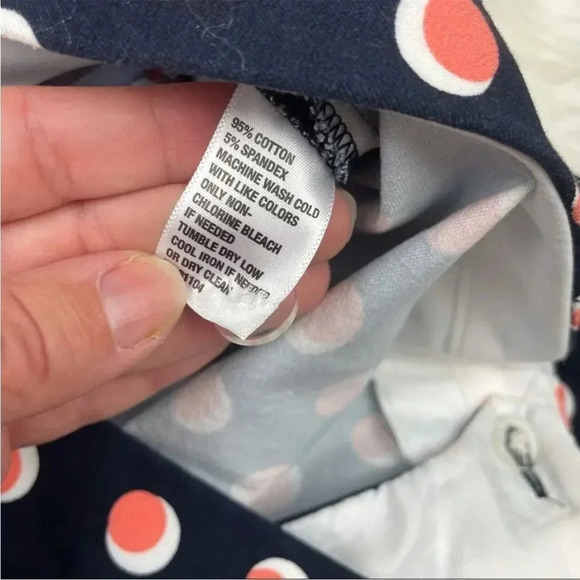 95% COTTON
5% SPANDEX
MACHINE WASH COLD
WITH LIKE COLORS
ONLY NON-
CHLORINE BLEACH
IF NEEDED
TUMBLE DRY LOW
COOL IRON IF NEEDED
OR DRY CLEAN